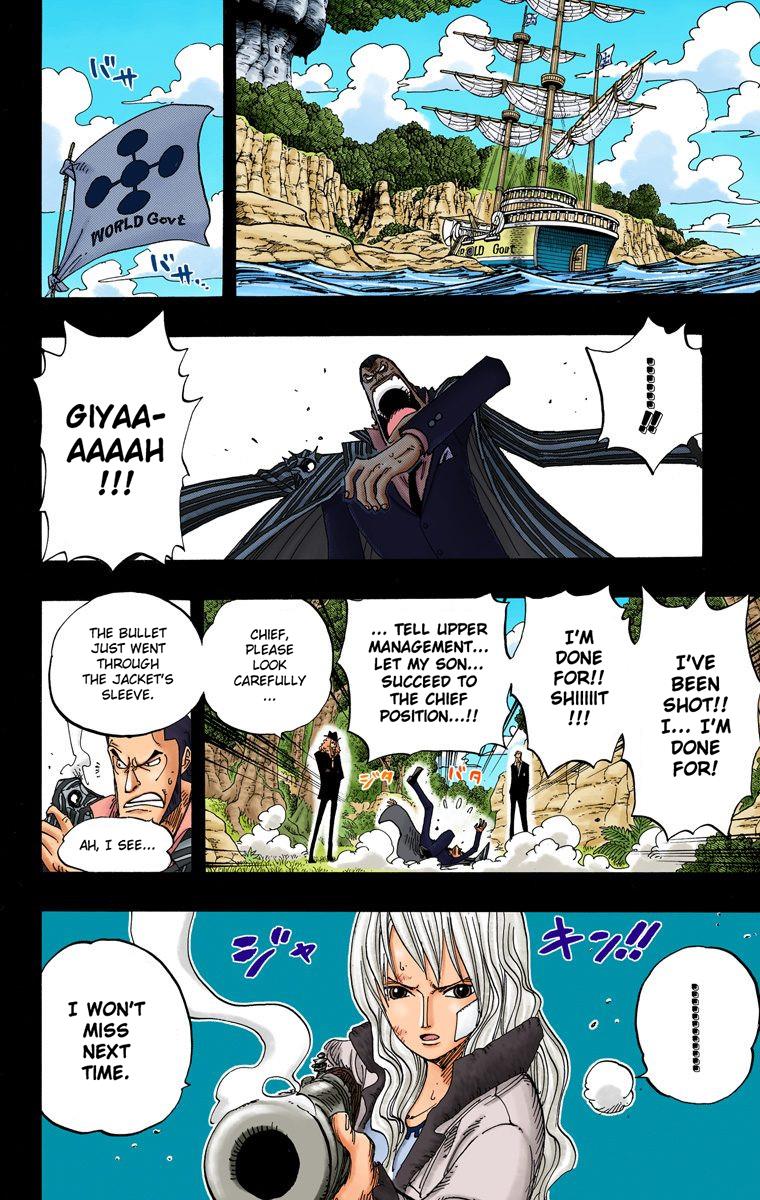 WORLD Govt
バサ
バサ…
LD Govt
...........!!
GIYAA-
AAAAH
!!!
I'VE
BEEN
SHOT!!
I... I'M
DONE
FOR!
I'M
DONE
FOR!!
SHIIIIIT
!!!
... TELL UPPER
MANAGEMENT...
LET MY SON...
SUCCEED TO
THE CHIEF
POSITION...!!
CHIEF,
PLEASE
LOOK
CAREFULLY
...
ジタ
バタ
THE BULLET
JUST WENT
THROUGH
THE JACKET'S
SLEEVE.
AH, I SEE...
ジャ
キン!!
..............
I WON'T
MISS
NEXT
TIME.